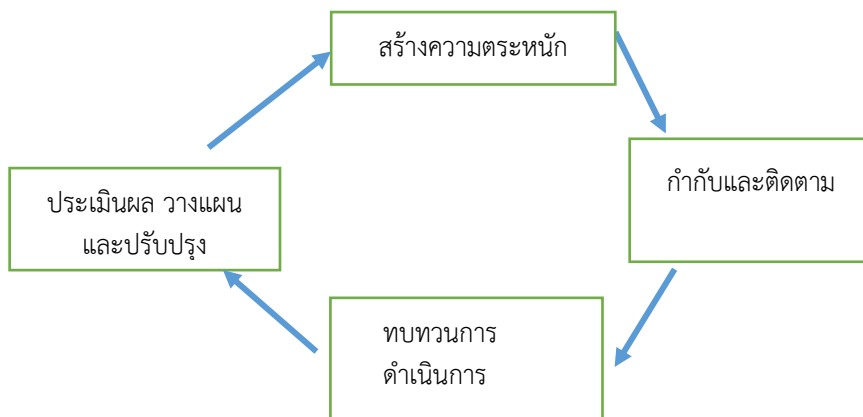 สร้างความตระหนัก
กำกับและติดตาม
ทบทวนการ
ดำเนินการ
ประเมินผล วางแผน
และปรับปรุง